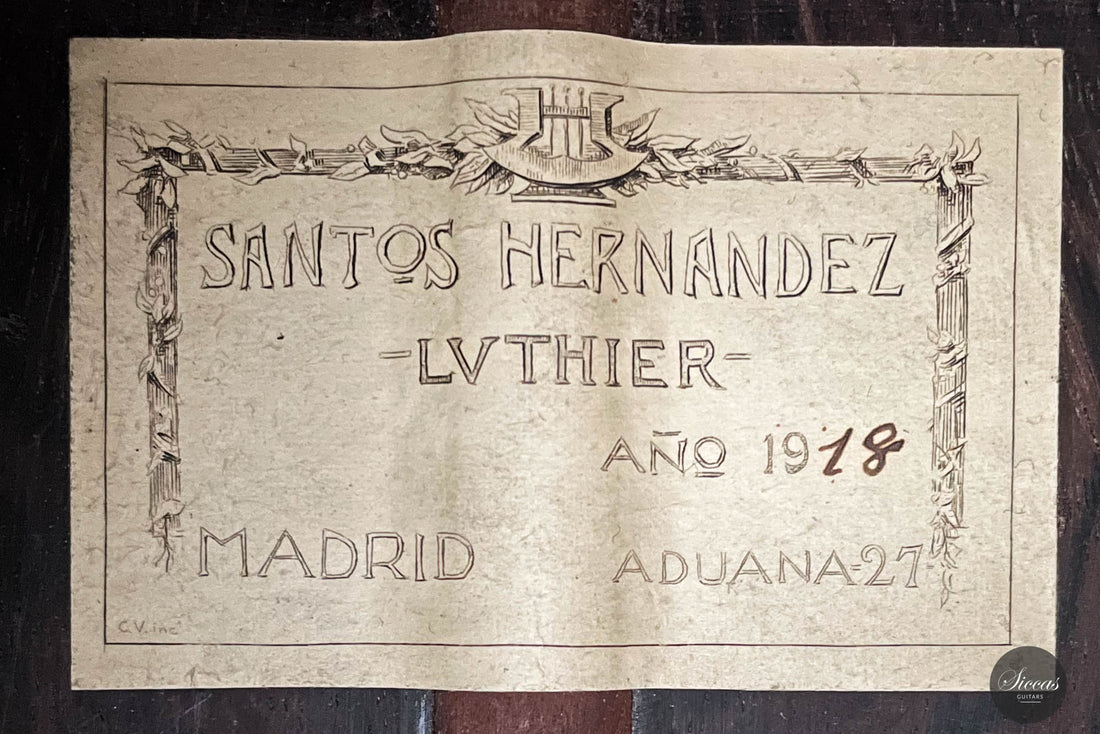 SANTOS HERNANDEZ
-LVTHIER-
AÑO 1918
MADRID ADUANA-27
C.V. inc
Siccas
GUITARS